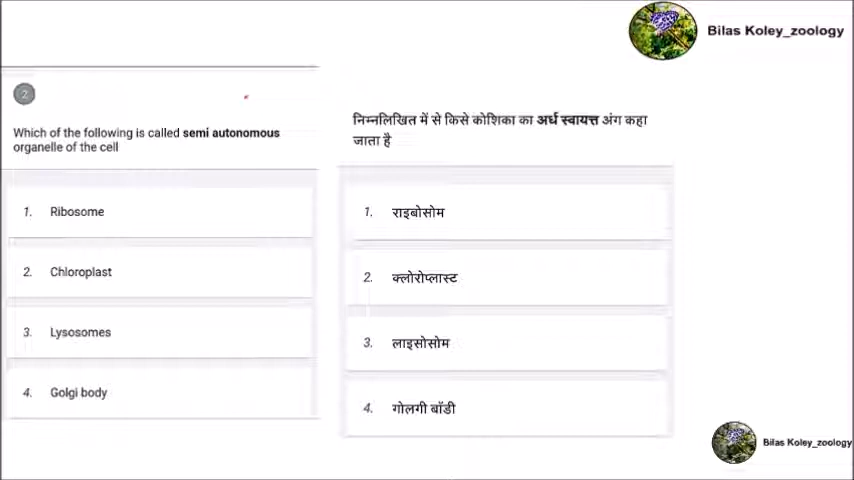 Bilas Koley_zoology
2
Which of the following is called semi autonomous
organelle of the cell
1. Ribosome
2. Chloroplast
3. Lysosomes
4. Golgi body
निम्नलिखित में से किसे कोशिका का अर्ध स्वायत्त अंग कहा
जाता है
1. राइबोसोम
2. क्लोरोप्लास्ट
3. लाइसोसोम
4. गोलगी बॉडी
Bilas Koley_zoology